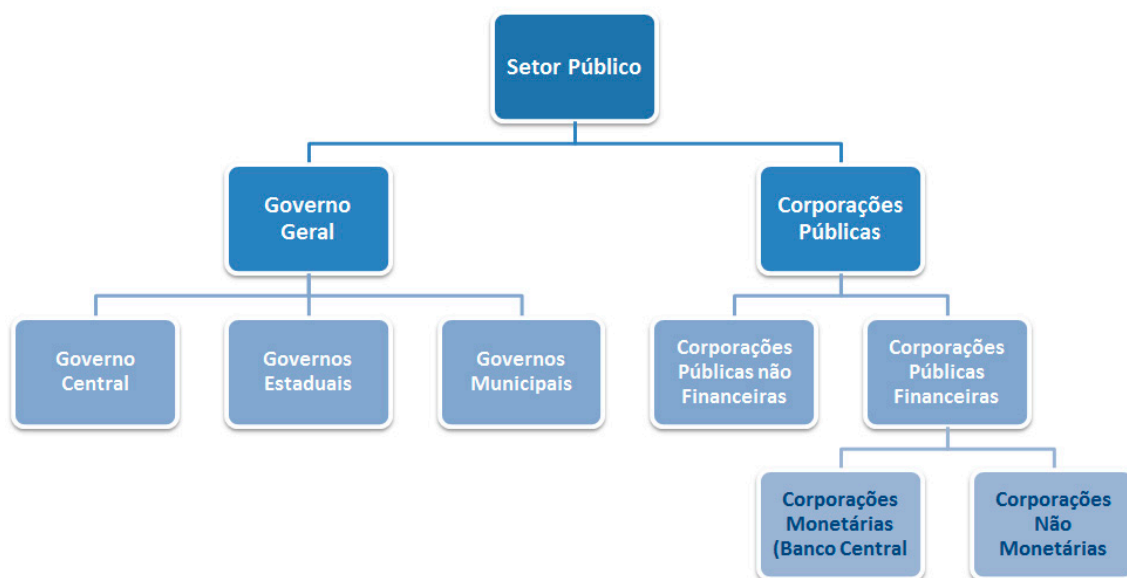 Setor Público
Governo
Geral
Corporações
Públicas
Governo
Central
Governos
Estaduais
Governos
Municipais
Corporações
Públicas não
Financeiras
Corporações
Públicas
Financeiras
Corporações
Monetárias
(Banco Central
Corporações
Não
Monetárias